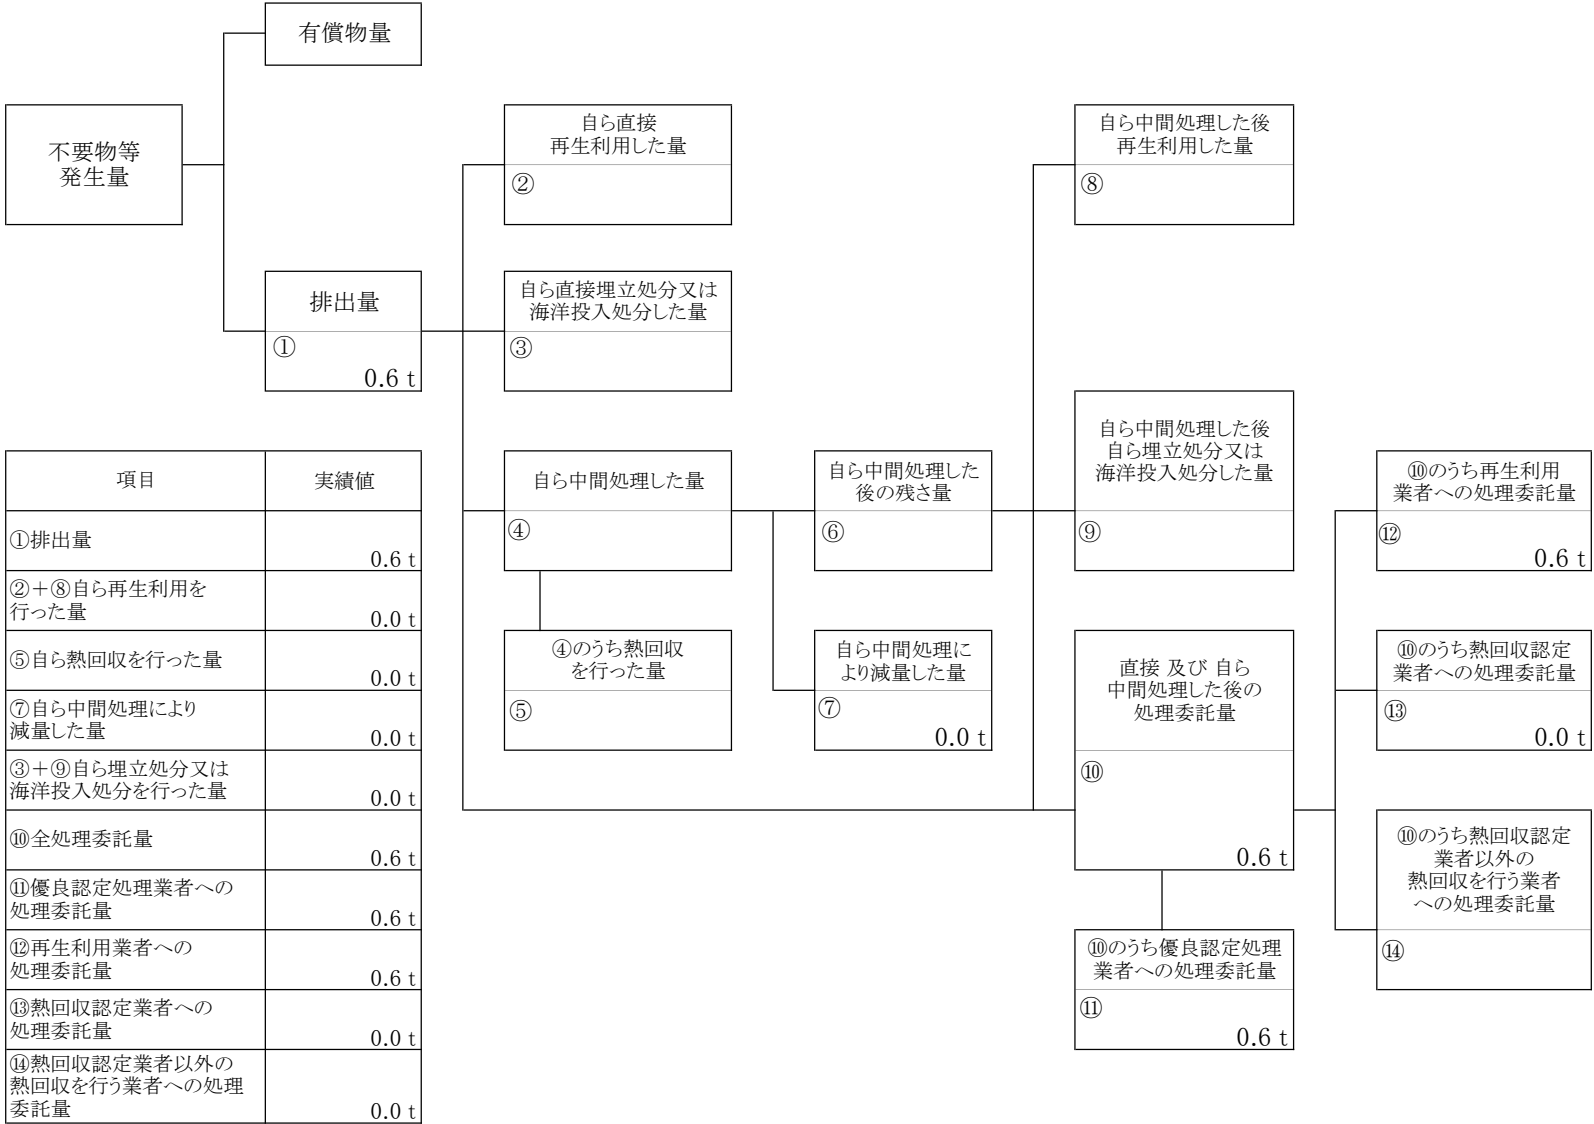 有償物量
不要物等
発生量
自ら直接
再生利用した量
②
自ら中間処理した後
再生利用した量
⑧
排出量
①
0.6 t
自ら直接埋立処分又は
海洋投入処分した量
③
自ら中間処理した量
④
自ら中間処理した
後の残さ量
⑥
自ら中間処理した後
自ら埋立処分又は
海洋投入処分した量
⑨
⑩のうち再生利用
業者への処理委託量
⑫
0.6 t
④のうち熱回収
を行った量
⑤
自ら中間処理に
より減量した量
⑦
0.0 t
直接 及び 自ら
中間処理した後の
処理委託量
⑩
0.6 t
⑩のうち熱回収認定
業者への処理委託量
⑬
0.0 t
⑩のうち熱回収認定
業者以外の
熱回収を行う業者
への処理委託量
⑭
⑩のうち優良認定処理
業者への処理委託量
⑪
0.6 t
項目 実績値
①排出量
0.6 t
②＋⑧自ら再生利用を
行った量
0.0 t
⑤自ら熱回収を行った量
0.0 t
⑦自ら中間処理により
減量した量
0.0 t
③＋⑨自ら埋立処分又は
海洋投入処分を行った量
0.0 t
⑩全処理委託量
0.6 t
⑪優良認定処理業者への
処理委託量
0.6 t
⑫再生利用業者への
処理委託量
0.6 t
⑬熱回収認定業者への
処理委託量
0.0 t
⑭熱回収認定業者以外の
熱回収を行う業者への処理
委託量
0.0 t